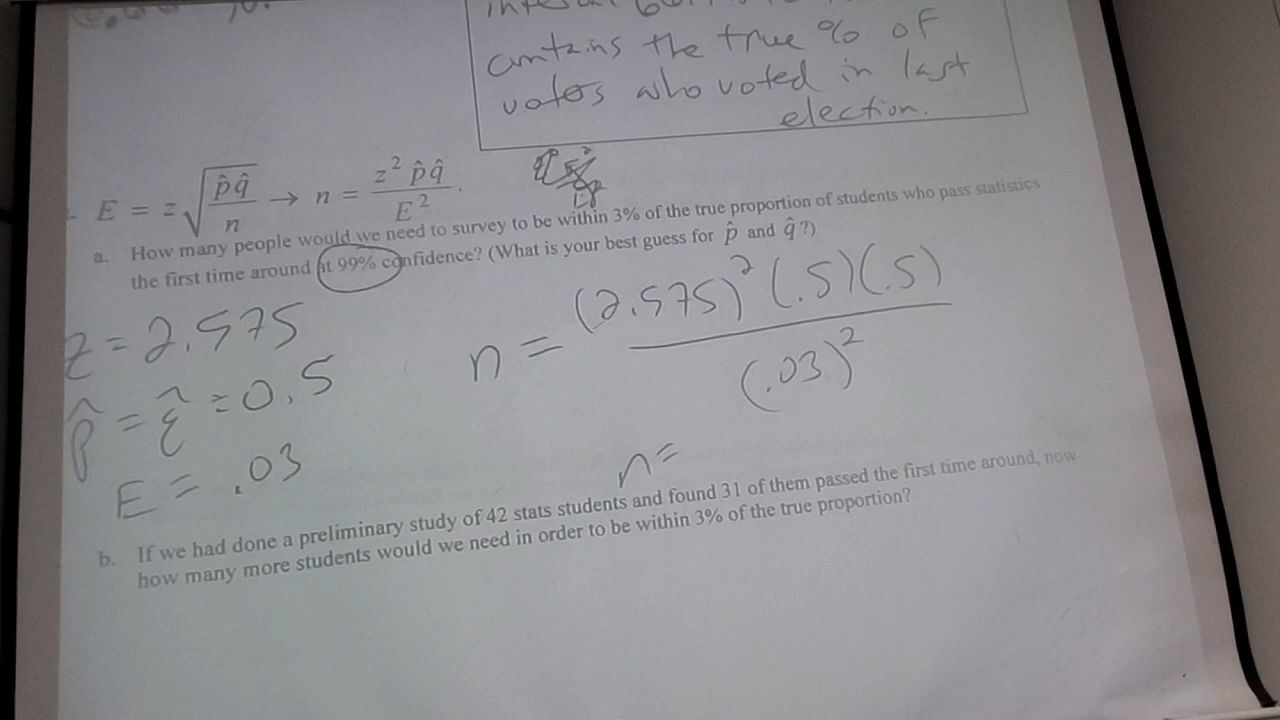 contains the true % of
voters who voted in last
election.
E = z√(p̂q̂/n) → n = z² p̂q̂ / E².
a. How many people would we need to survey to be within 3% of the true proportion of students who pass statistics
the first time around at 99% confidence? (What is your best guess for p̂ and q̂?)
z = 2.575
p̂ = q̂ = 0.5
E = .03
n = (2.575)² (.5)(.5) / (.03)²
n =
b. If we had done a preliminary study of 42 stats students and found 31 of them passed the first time around, now
how many more students would we need in order to be within 3% of the true proportion?